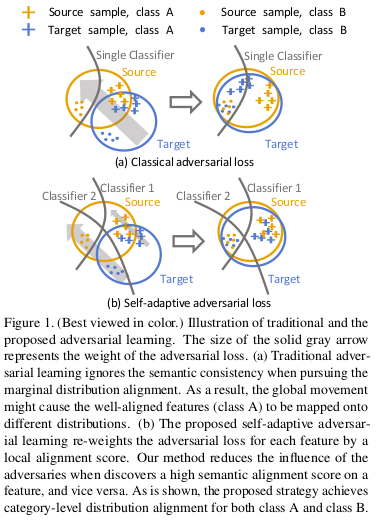 Source sample, class A
Source sample, class B
Target sample, class A
Target sample, class B
Single Classifier
Source
Target
Single Classifier
Source
Target
(a) Classical adversarial loss
Classifier 2
Classifier 1
Source
Target
Classifier 2
Classifier 1
Source
Target
(b) Self-adaptive adversarial loss
Figure 1. (Best viewed in color.) Illustration of traditional and the
proposed adversarial learning. The size of the solid gray arrow
represents the weight of the adversarial loss. (a) Traditional adver-
sarial learning ignores the semantic consistency when pursuing the
marginal distribution alignment. As a result, the global movement
might cause the well-aligned features (class A) to be mapped onto
different distributions. (b) The proposed self-adaptive adversar-
ial learning re-weights the adversarial loss for each feature by a
local alignment score. Our method reduces the influence of the
adversaries when discovers a high semantic alignment score on a
feature, and vice versa. As is shown, the proposed strategy achieves
category-level distribution alignment for both class A and class B.